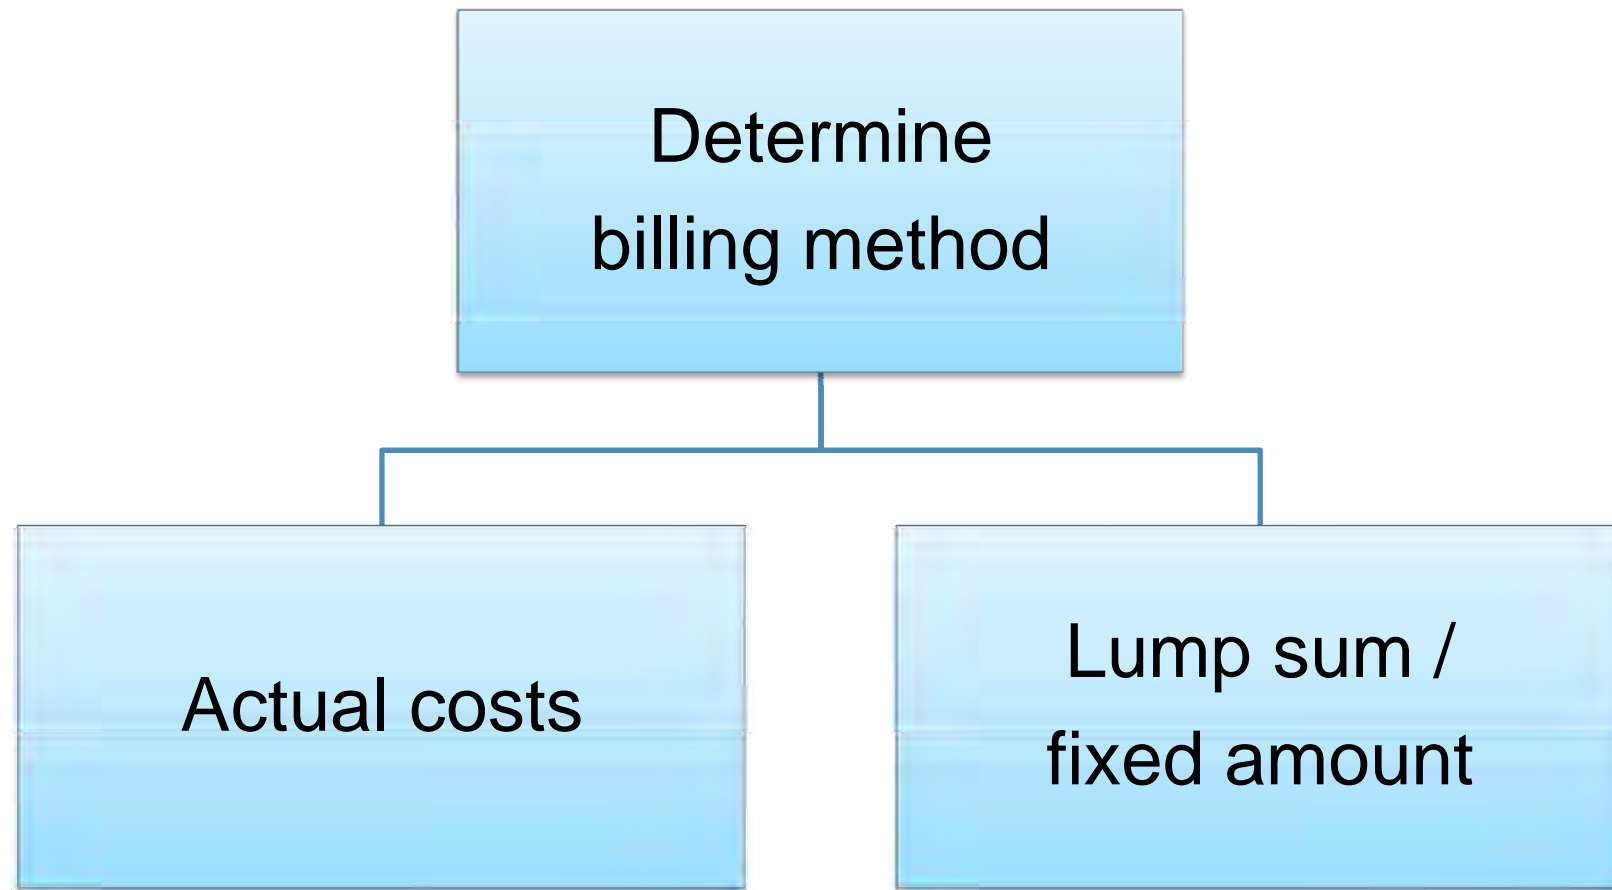 Determine
billing method
Actual costs
Lump sum /
fixed amount